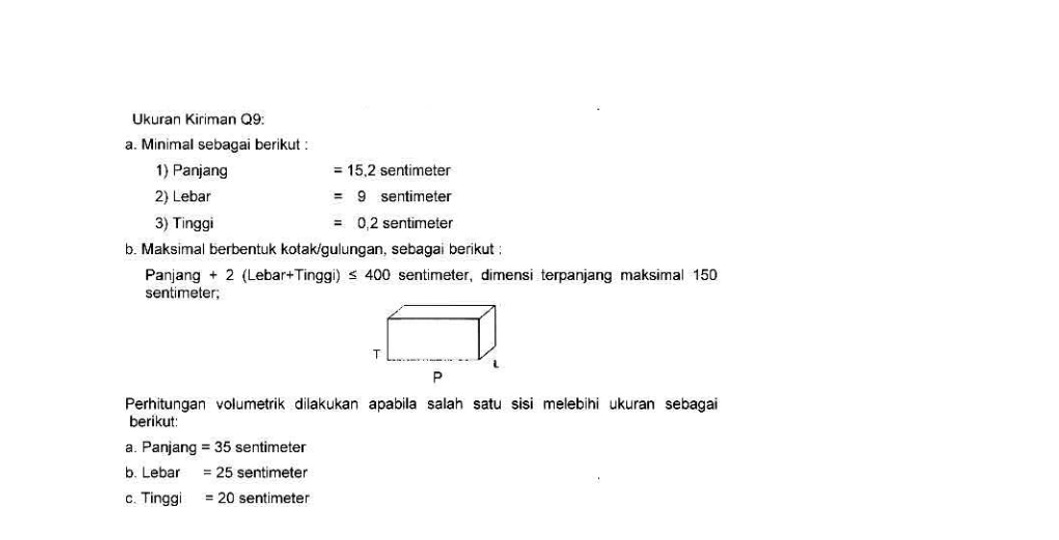 Ukuran Kiriman Q9:
a. Minimal sebagai berikut :
1) Panjang = 15,2 sentimeter
2) Lebar = 9 sentimeter
3) Tinggi = 0,2 sentimeter
b. Maksimal berbentuk kotak/gulungan, sebagai berikut :
Panjang + 2 (Lebar+Tinggi) ≤ 400 sentimeter, dimensi terpanjang maksimal 150
sentimeter;
T
L
P
Perhitungan volumetrik dilakukan apabila salah satu sisi melebihi ukuran sebagai
berikut:
a. Panjang = 35 sentimeter
b. Lebar = 25 sentimeter
c. Tinggi = 20 sentimeter